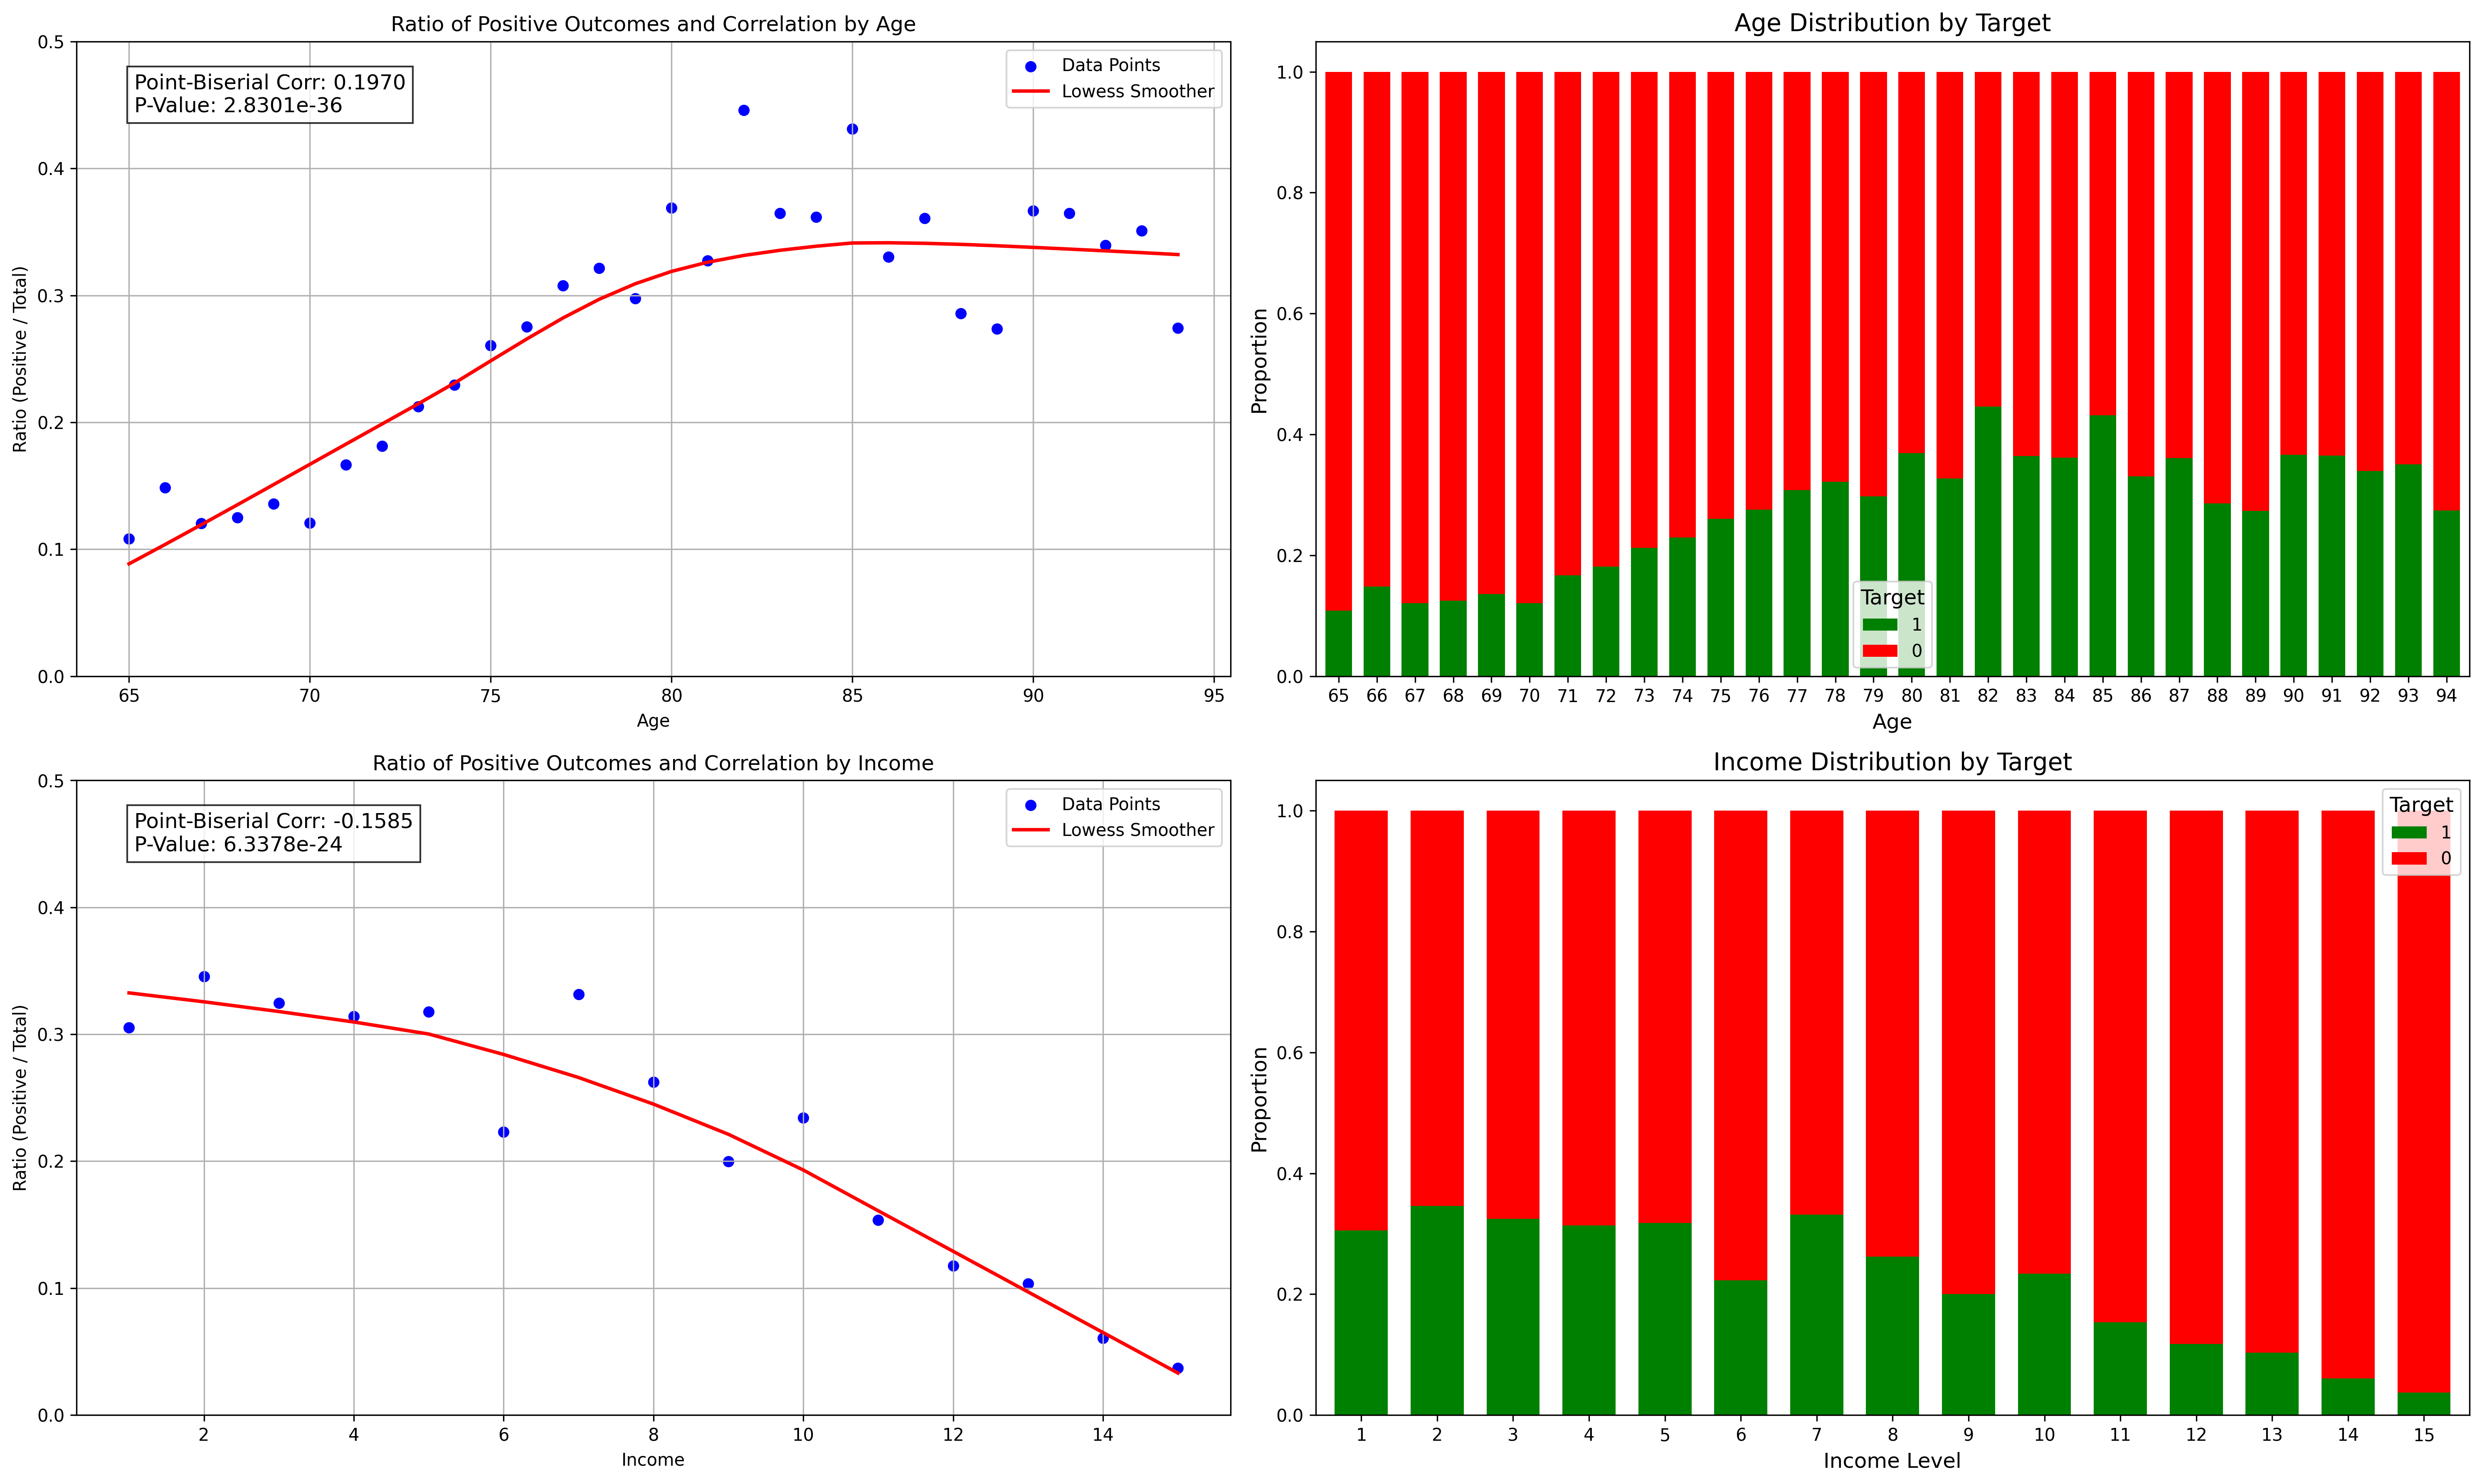 Ratio of Positive Outcomes and Correlation by Age
Point-Biserial Corr: 0.1970
P-Value: 2.8301e-36
Data Points
Lowess Smoother
Ratio (Positive / Total)
0.5
0.4
0.3
0.2
0.1
0.0
65 70 75 80 85 90 95
Age
Age Distribution by Target
Proportion
1.0
0.8
0.6
0.4
0.2
0.0
Target
1
0
65 66 67 68 69 70 71 72 73 74 75 76 77 78 79 80 81 82 83 84 85 86 87 88 89 90 91 92 93 94
Age
Ratio of Positive Outcomes and Correlation by Income
Point-Biserial Corr: -0.1585
P-Value: 6.3378e-24
Data Points
Lowess Smoother
Ratio (Positive / Total)
0.5
0.4
0.3
0.2
0.1
0.0
2 4 6 8 10 12 14
Income
Income Distribution by Target
Target
1
0
Proportion
1.0
0.8
0.6
0.4
0.2
0.0
1 2 3 4 5 6 7 8 9 10 11 12 13 14 15
Income Level